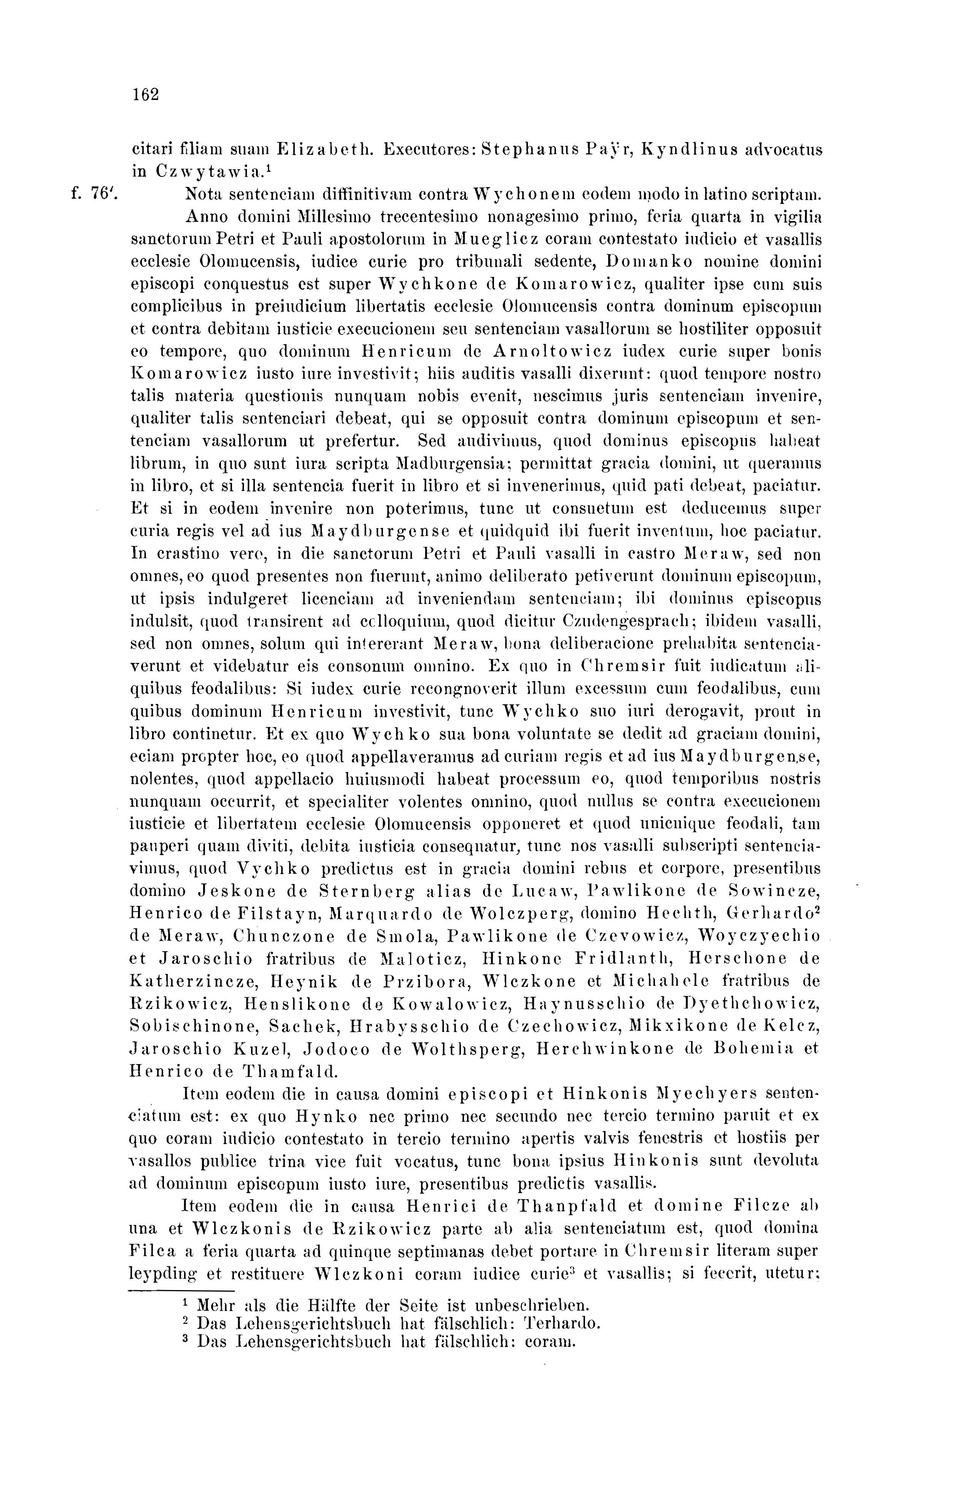 162
citari filiam suam Elizabeth. Executores: Stephanus Paÿr, Kyndlinus advocatus
in Czwytawia.¹
f. 76′. Nota sentenciam diffinitivam contra Wychonem eodem modo in latino scriptam.
Anno domini Millesimo trecentesimo nonagesimo primo, feria quarta in vigilia
sanctorum Petri et Pauli apostolorum in Mueglicz coram contestato iudicio et vasallis
ecclesie Olomucensis, iudice curie pro tribunali sedente, Domanko nomine domini
episcopi conquestus est super Wychkone de Komarowicz, qualiter ipse cum suis
complicibus in preiudicium libertatis ecclesie Olomucensis contra dominum episcopum
et contra debitam iusticie execucionem seu sentenciam vasallorum se hostiliter opposuit
eo tempore, quo dominum Henricum de Arnoltowicz iudex curie super bonis
Komarowicz iusto iure investivit; hiis auditis vasalli dixerunt: quod tempore nostro
talis materia questionis nunquam nobis evenit, nescimus juris sentenciam invenire,
qualiter talis sentenciari debeat, qui se opposuit contra dominum episcopum et sen-
tenciam vasallorum ut prefertur. Sed audivimus, quod dominus episcopus habeat
librum, in quo sunt iura scripta Madburgensia; permittat gracia domini, ut queramus
in libro, et si illa sentencia fuerit in libro et si invenerimus, quid pati debeat, paciatur.
Et si in eodem invenire non poterimus, tunc ut consuetum est deducemus super
curia regis vel ad ius Maydburgense et quidquid ibi fuerit inventum, hoc paciatur.
In crastino vero, in die sanctorum Petri et Pauli vasalli in castro Meraw, sed non
omnes, eo quod presentes non fuerunt, animo deliberato petiverunt dominum episcopum,
ut ipsis indulgeret licenciam ad inveniendam sentenciam; ibi dominus episcopus
indulsit, quod transirent ad colloquium, quod dicitur Czudengesprach; ibidem vasalli,
sed non omnes, solum qui intererant Meraw, bona deliberacione prehabita sentencia-
verunt et videbatur eis consonum omnino. Ex quo in Chremsir fuit iudicatum ali-
quibus feodalibus: Si iudex curie recongnoverit illum excessum cum feodalibus, cum
quibus dominum Henricum investivit, tunc Wychko suo iuri derogavit, prout in
libro continetur. Et ex quo Wychko sua bona voluntate se dedit ad graciam domini,
eciam propter hoc, eo quod appellaveramus ad curiam regis et ad ius Maydburgense,
nolentes, quod appellacio huiusmodi habeat processum eo, quod temporibus nostris
nunquam occurrit, et specialiter volentes omnino, quod nullus se contra execucionem
iusticie et libertatem ecclesie Olomucensis opponeret et quod unicuique feodali, tam
pauperi quam diviti, debita iusticia consequatur, tunc nos vasalli subscripti sentencia-
vimus, quod Vychko predictus est in gracia domini rebus et corpore, presentibus
domino Jeskone de Sternberg alias de Lucaw, Pawlikone de Sowincze,
Henrico de Filstayn, Marquardo de Wolczperg, domino Hechth, Gerhardo²
de Meraw, Chunczone de Smola, Pawlikone de Czevowicz, Woyczyechio
et Jaroschio fratribus de Maloticz, Hinkone Fridlanth, Herschone de
Katherzincze, Heynik de Przibora, Wlczkone et Michahele fratribus de
Rzikowicz, Henslikone de Kowalowicz, Haynusschio de Dyethchowicz,
Sobischinone, Sachek, Hrabysschio de Czechowicz, Mikxikone de Kelcz,
Jaroschio Kuzel, Jodoco de Wolthsperg, Herchwinkone de Bohemia et
Henrico de Thamfald.
Item eodem die in causa domini episcopi et Hinkonis Myechyers senten-
ciatum est: ex quo Hynko nec primo nec secundo nec tercio termino paruit et ex
quo coram iudicio contestato in tercio termino apertis valvis fenestris et hostiis per
vasallos publice trina vice fuit vocatus, tunc bona ipsius Hinkonis sunt devoluta
ad dominum episcopum iusto iure, presentibus predictis vasallis.
Item eodem die in causa Henrici de Thanpfald et domine Filcze ab
una et Wlczkonis de Rzikowicz parte ab alia sentenciatum est, quod domina
Filca a feria quarta ad quinque septimanas debet portare in Chremsir literam super
leypding et restituere Wlczkoni coram iudice curie³ et vasallis; si fecerit, utetur;
¹ Mehr als die Hälfte der Seite ist unbeschrieben.
² Das Lehensgerichtsbuch hat fälschlich: Terhardo.
³ Das Lehensgerichtsbuch hat fälschlich: coram.